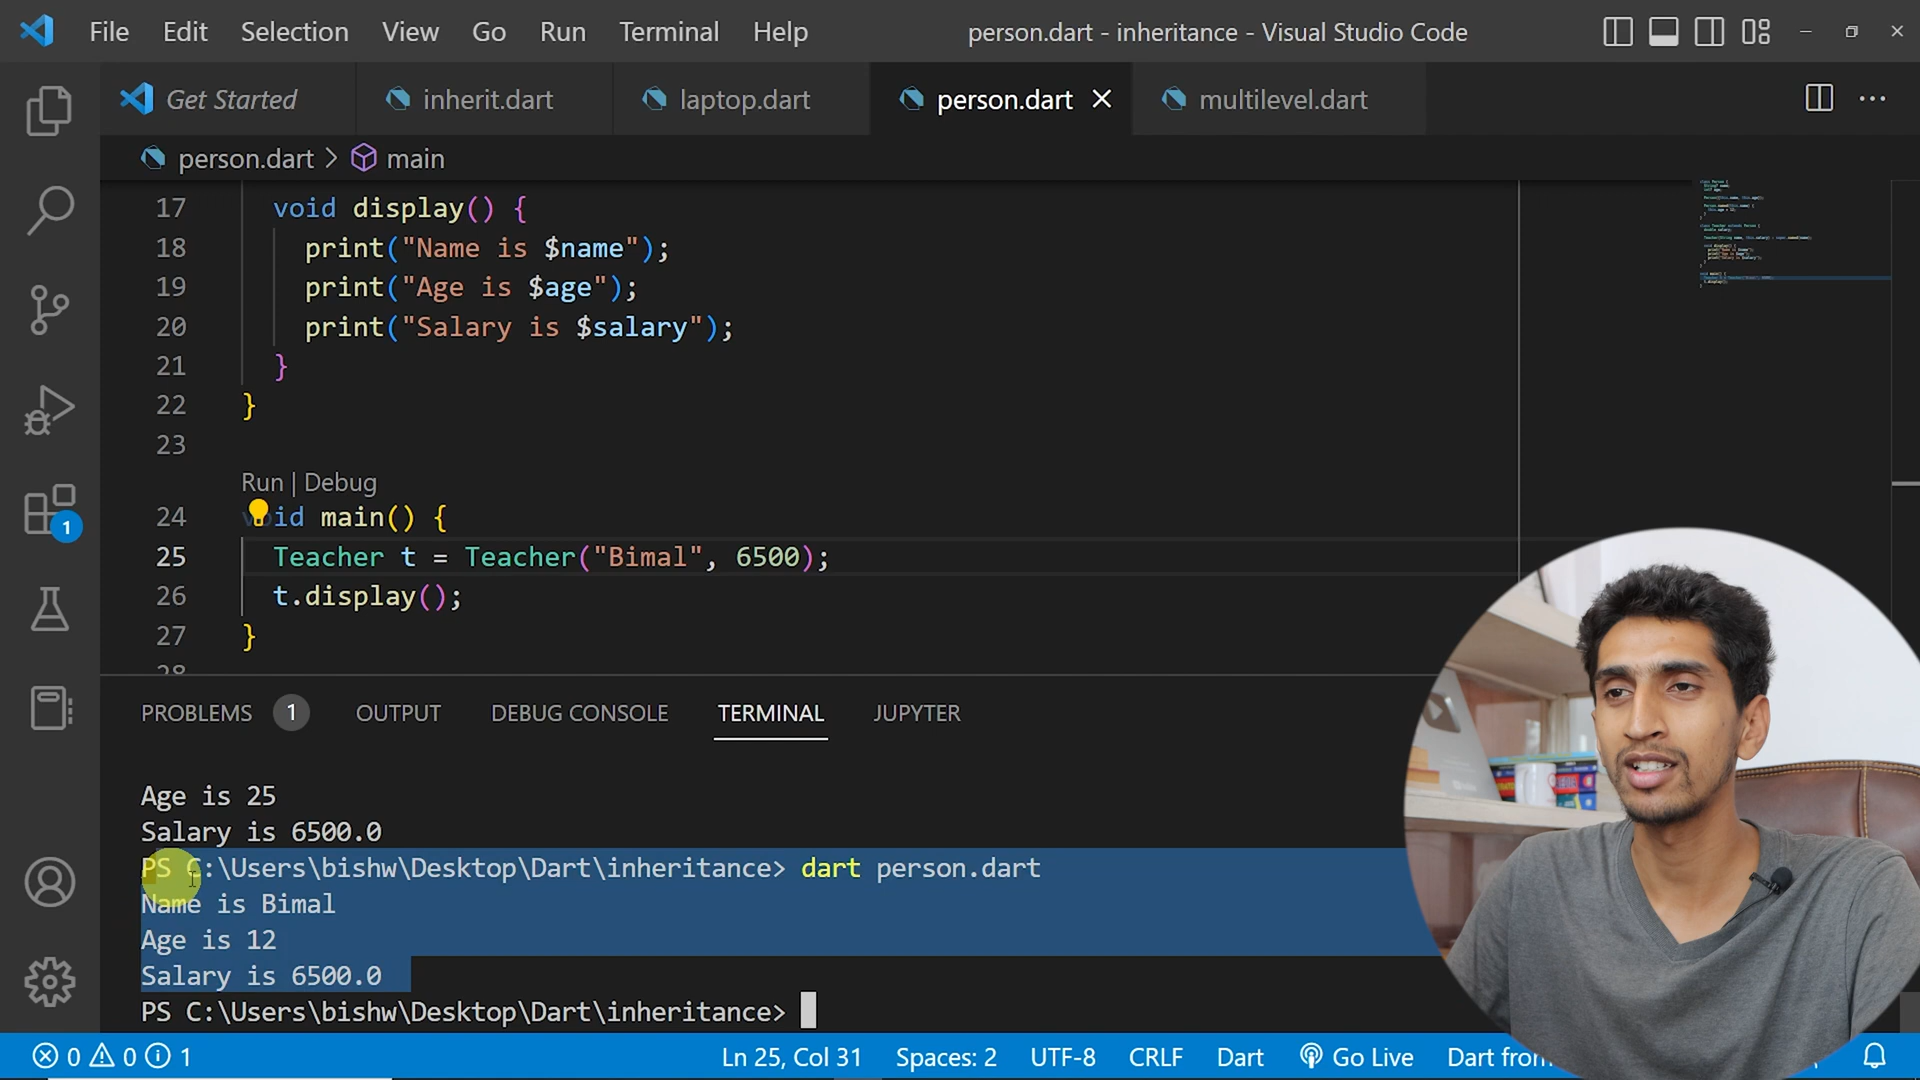 File Edit Selection View Go Run Terminal Help person.dart - inheritance - Visual Studio Code
Get Started inherit.dart laptop.dart person.dart multilevel.dart
person.dart > main
17 void display() {
18 print("Name is $name");
19 print("Age is $age");
20 print("Salary is $salary");
21 }
22 }
23
Run | Debug
24 void main() {
25 Teacher t = Teacher("Bimal", 6500);
26 t.display();
27 }
28
1
PROBLEMS 1 OUTPUT DEBUG CONSOLE TERMINAL JUPYTER
Age is 25
Salary is 6500.0
PS C:\Users\bishw\Desktop\Dart\inheritance> dart person.dart
Name is Bimal
Age is 12
Salary is 6500.0
PS C:\Users\bishw\Desktop\Dart\inheritance>
0 0 1 Ln 25, Col 31 Spaces: 2 UTF-8 CRLF Dart Go Live Dart from